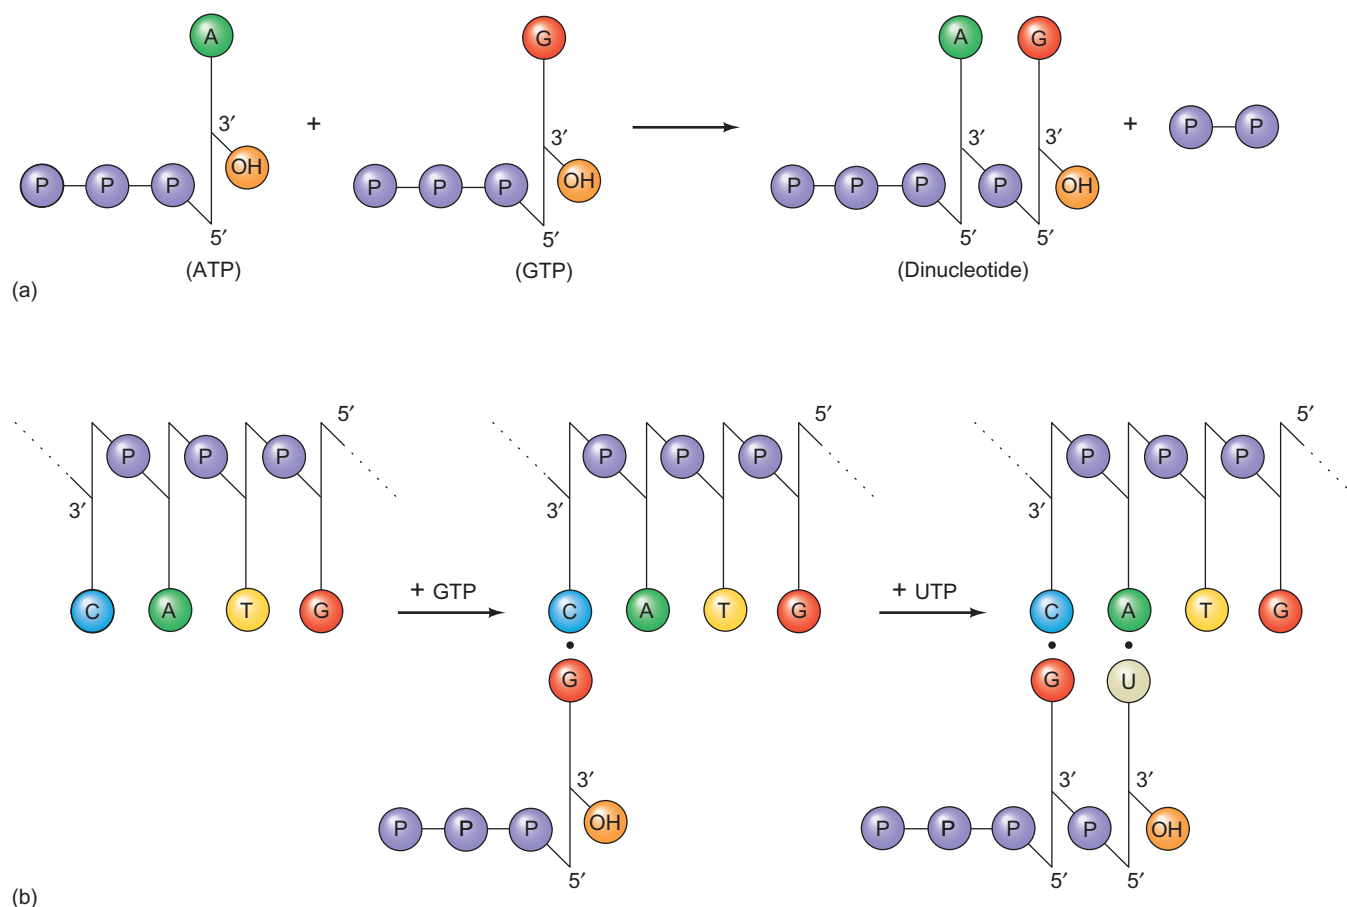 A G A G
3′ + 3′ 3′ 3′ + P P
P P P OH P P P OH P P P P OH
5′ 5′ 5′ 5′
(ATP) (GTP) (Dinucleotide)
(a)
5′ 5′ 5′
P P P P P P P P P
3′ 3′ 3′
+ GTP + UTP
C A T G C A T G C A T G
G G U
3′ 3′ 3′
P P P OH P P P P OH
5′ 5′ 5′
(b)